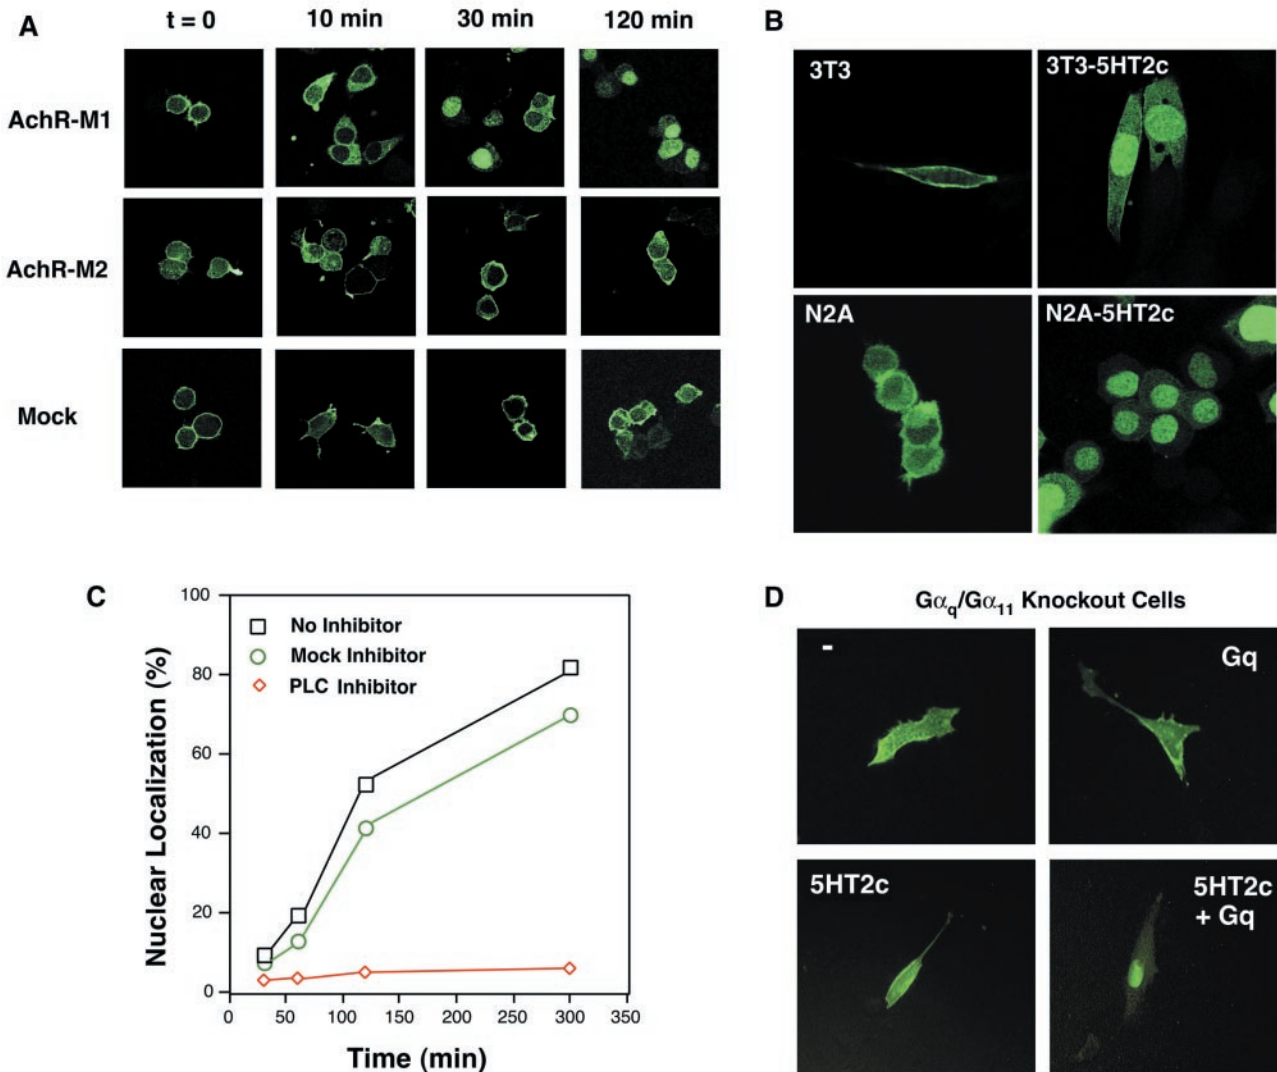 A
t = 0
10 min
30 min
120 min
AchR-M1
AchR-M2
Mock
B
3T3
3T3-5HT2c
N2A
N2A-5HT2c
C
100
80
60
40
20
0
Nuclear Localization (%)
No Inhibitor
Mock Inhibitor
PLC Inhibitor
0 50 100 150 200 250 300 350
Time (min)
D
Gαq/Gα11 Knockout Cells
-
Gq
5HT2c
5HT2c
+ Gq